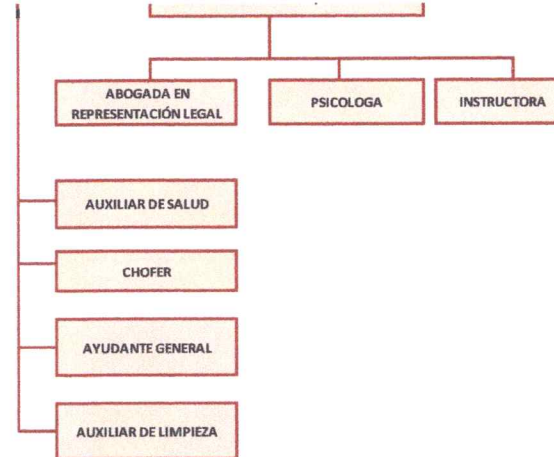 ABOGADA EN
REPRESENTACIÓN LEGAL
PSICOLOGA
INSTRUCTORA
AUXILIAR DE SALUD
CHOFER
AYUDANTE GENERAL
AUXILIAR DE LIMPIEZA